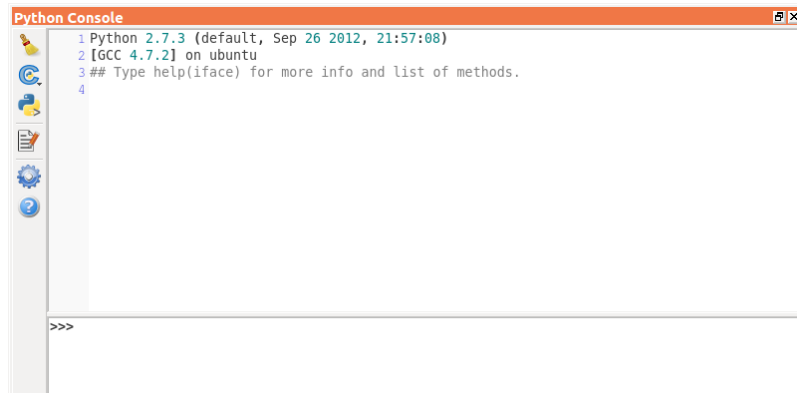 Python Console
1 Python 2.7.3 (default, Sep 26 2012, 21:57:08)
2 [GCC 4.7.2] on ubuntu
3 ## Type help(iface) for more info and list of methods.
4
>>>